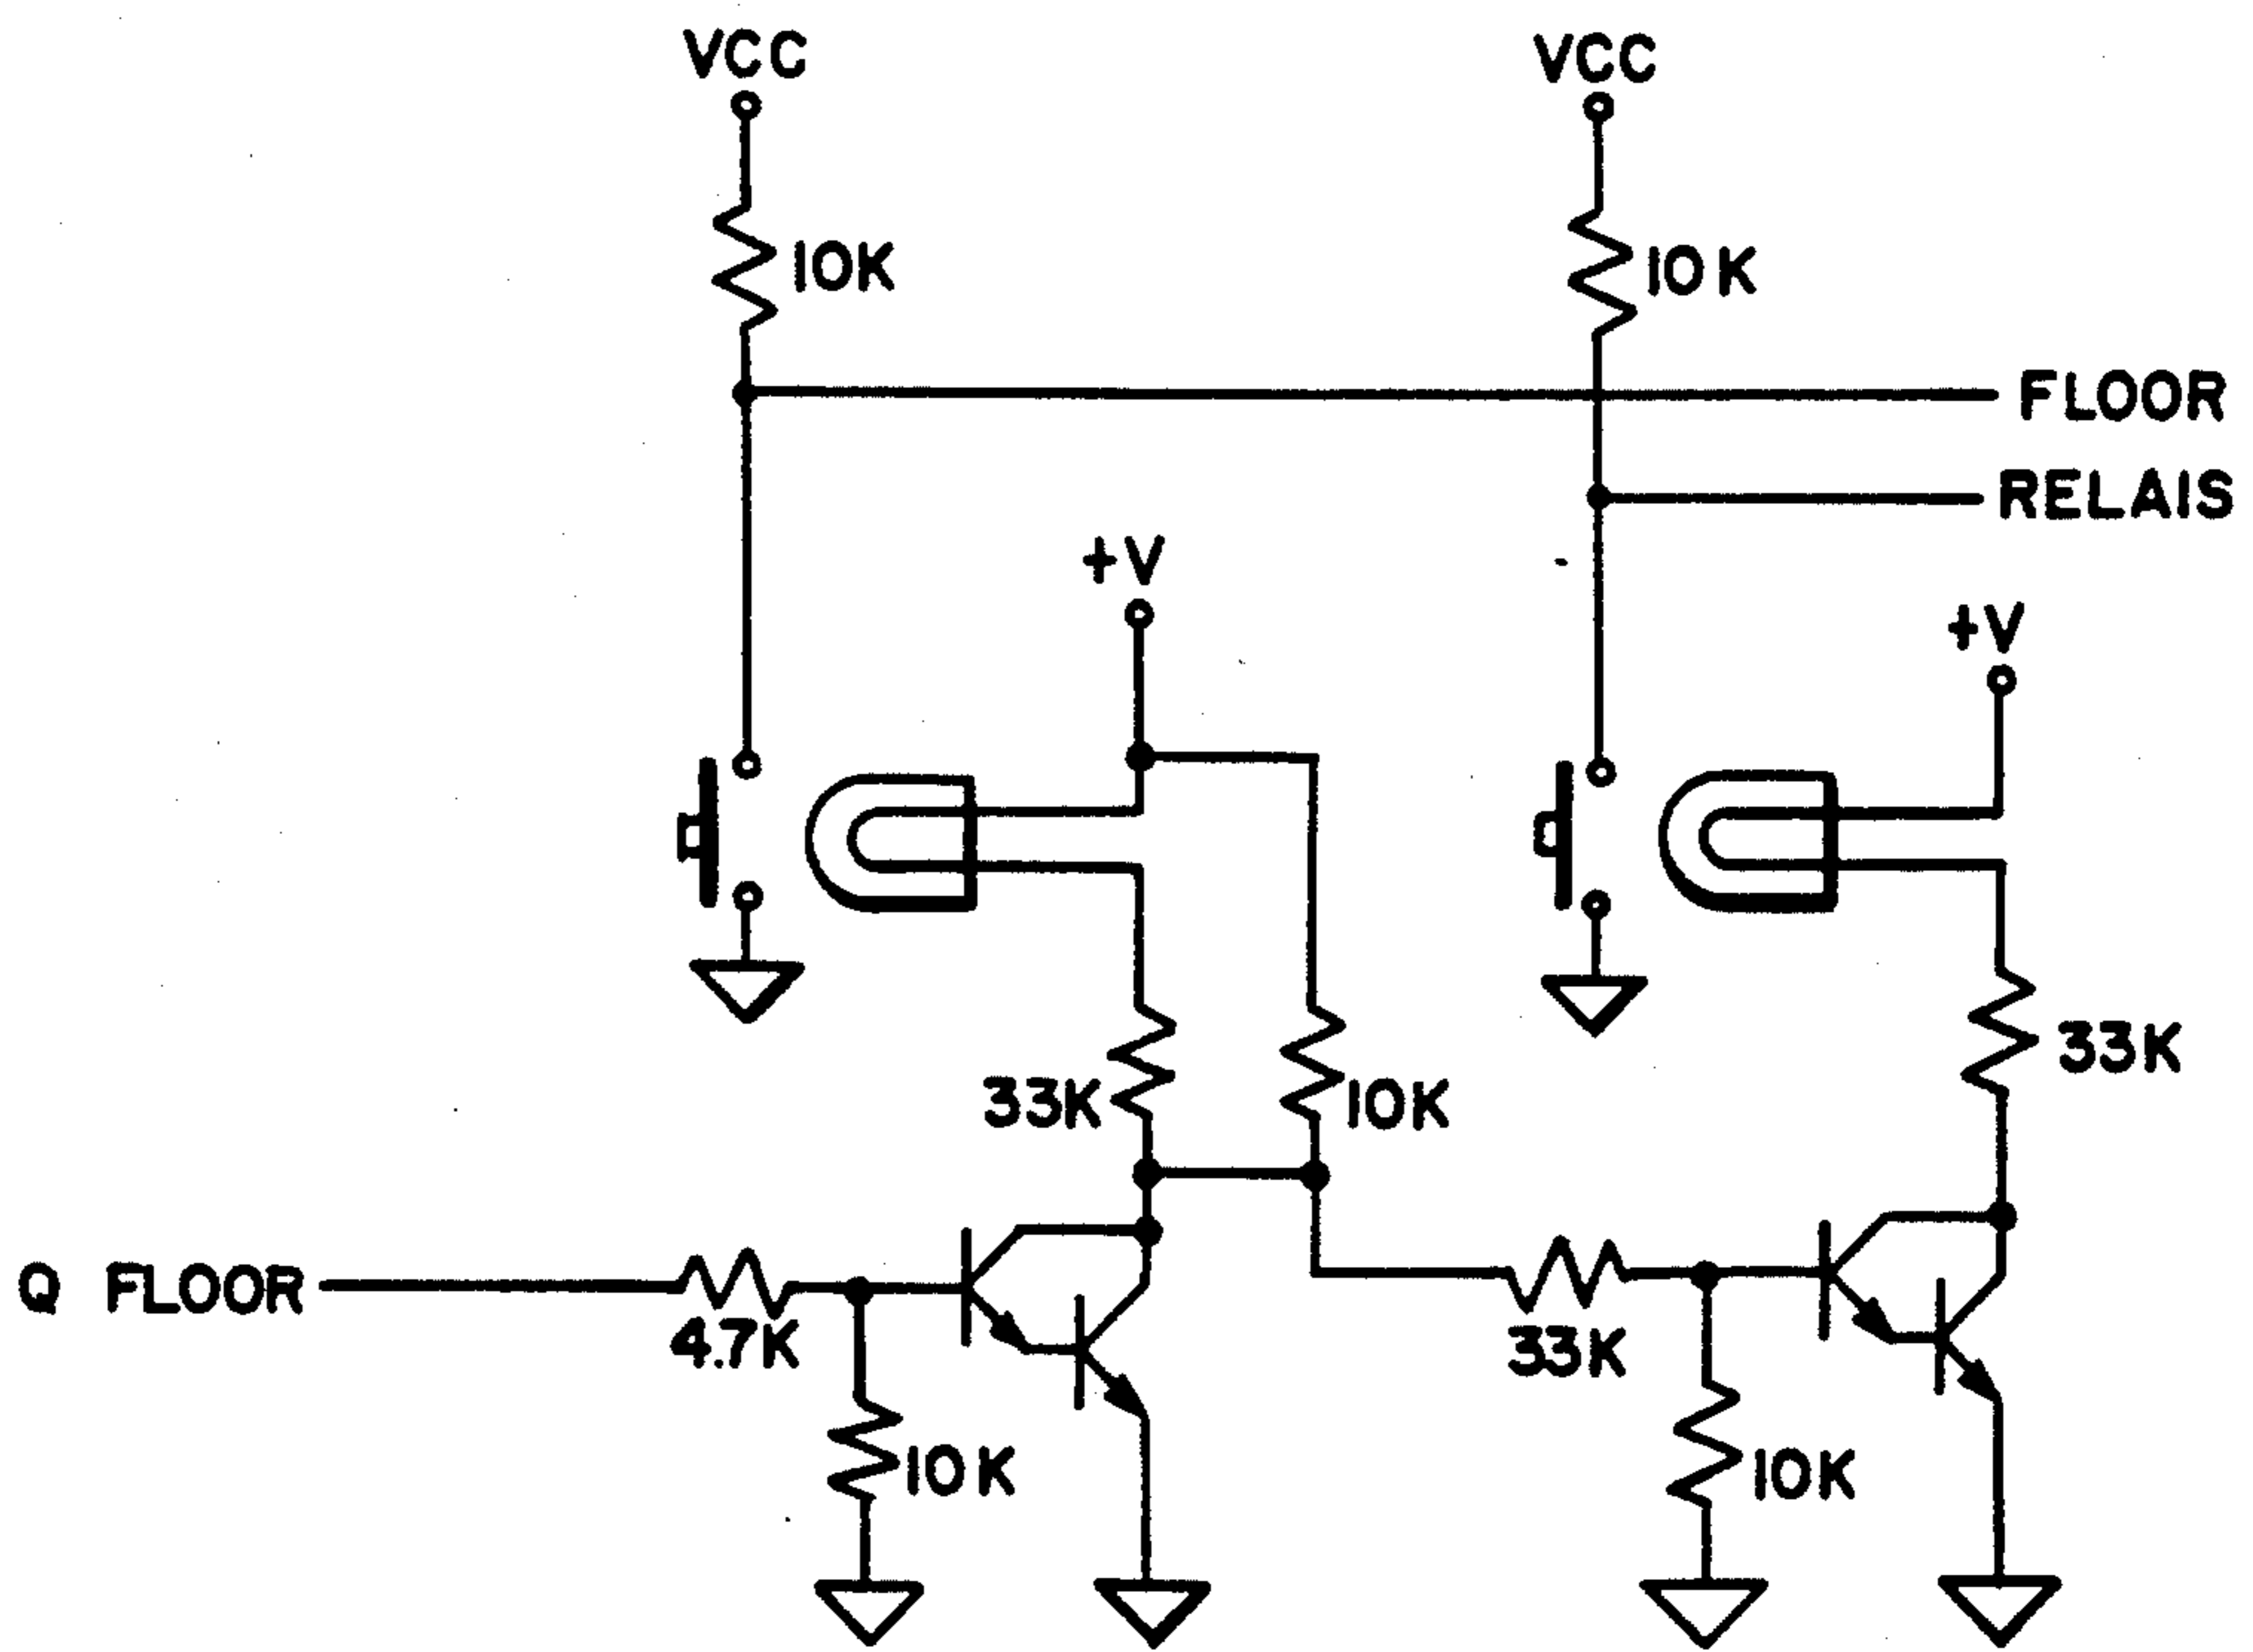 VCC
VCC
10K
10K
FLOOR
RELAIS
+V
+V
33K
33K
10K
Q FLOOR
4.7K
33K
10K
10K